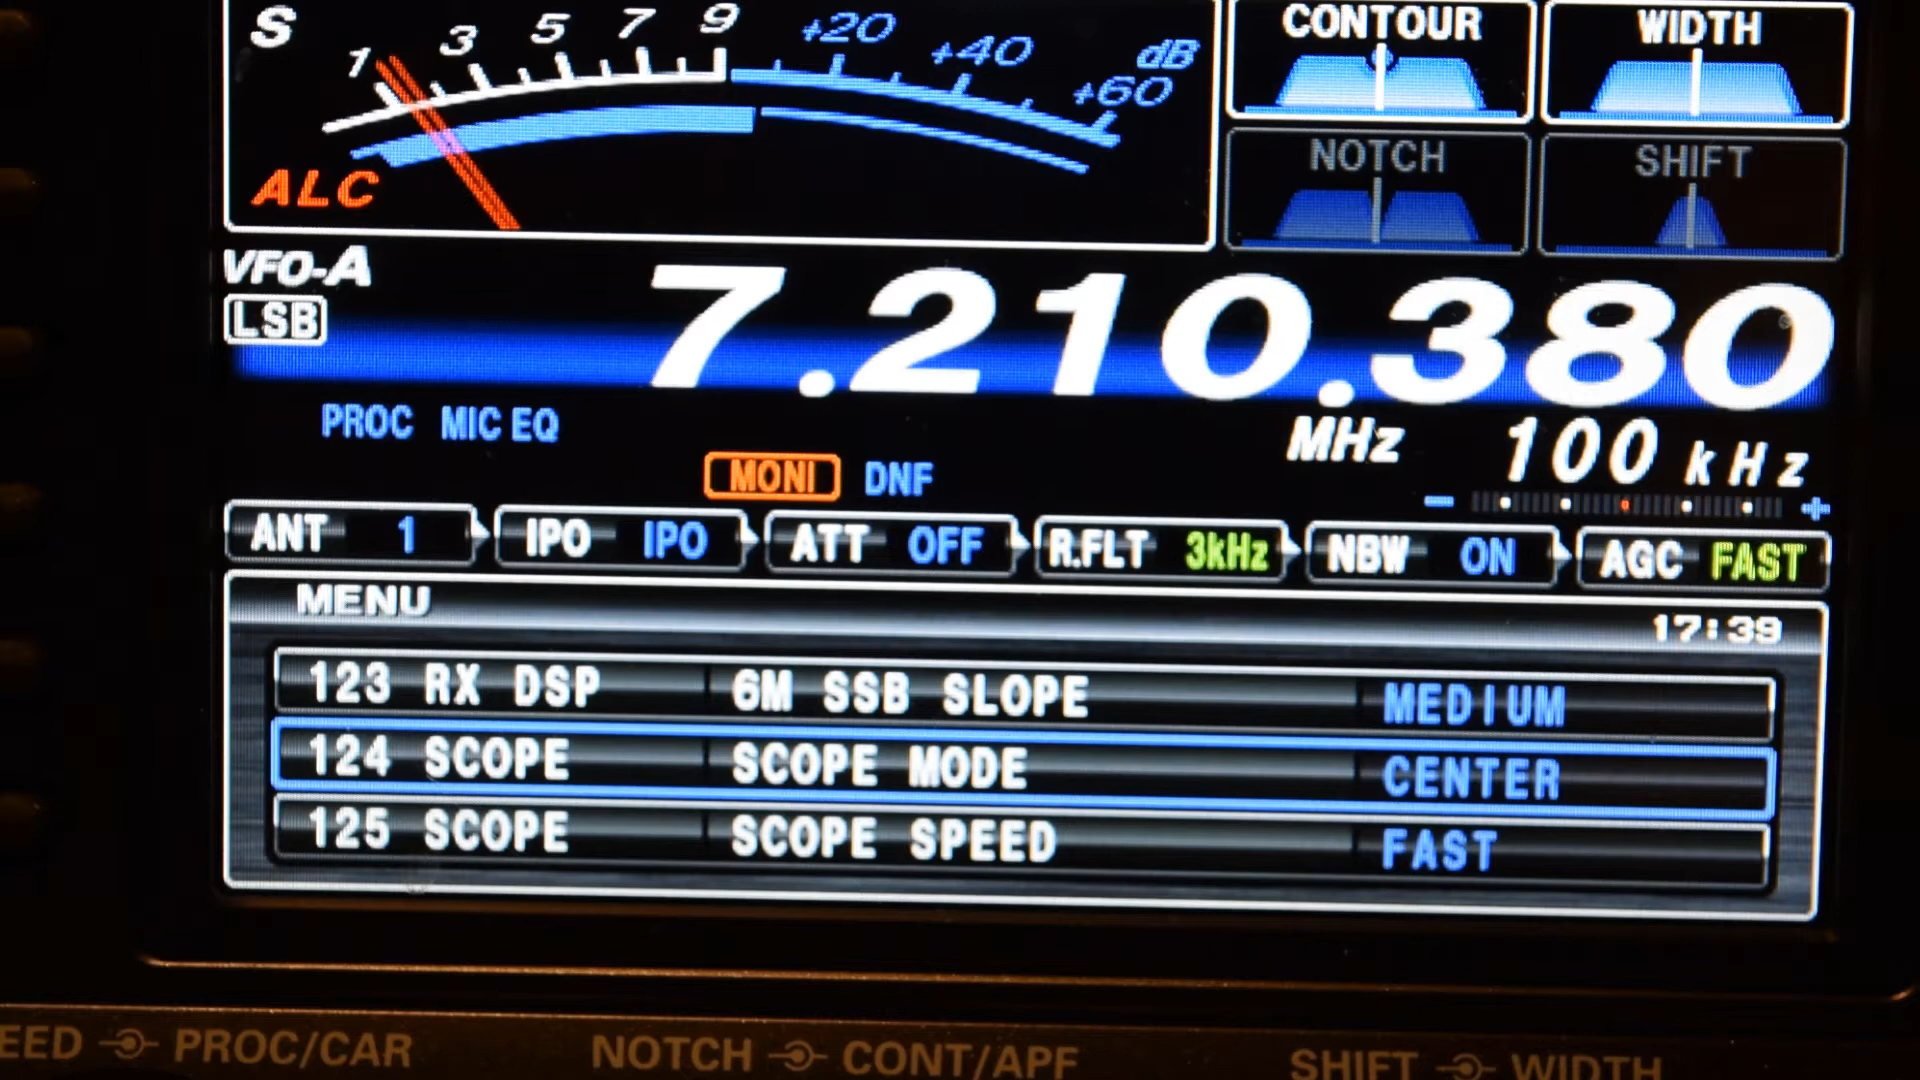 S 1 3 5 7 9 +20 +40 +60 dB
CONTOUR WIDTH
ALC
NOTCH SHIFT
VFO-A
LSB
7.210.380
PROC MIC EQ
MHz 100 kHz
MONI DNF
− +
ANT 1 IPO IPO ATT OFF R.FLT 3kHz NBW ON AGC FAST
MENU
17:39
123 RX DSP 6M SSB SLOPE MEDIUM
124 SCOPE SCOPE MODE CENTER
125 SCOPE SCOPE SPEED FAST
EED PROC/CAR NOTCH CONT/APF SHIFT WIDTH